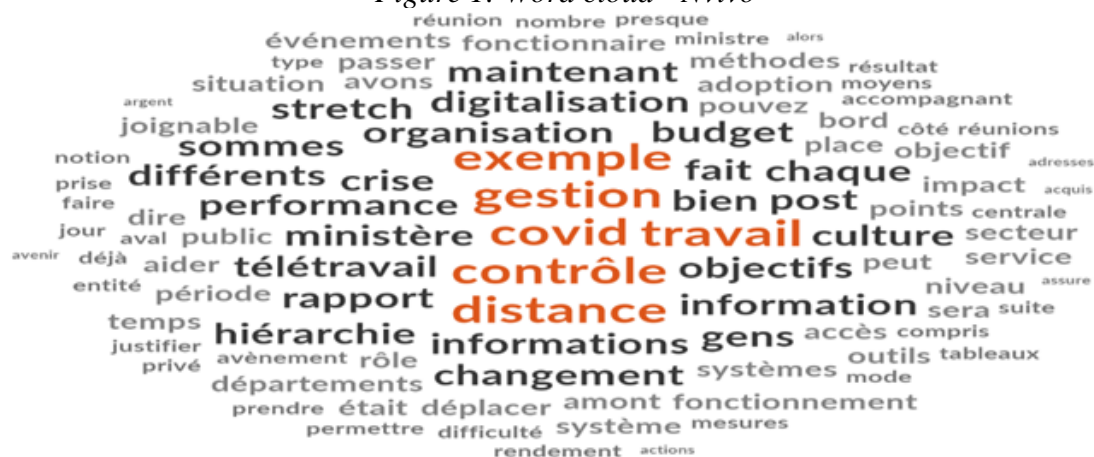 Figure 1: Word cloud - NVivo
réunion nombre presque
événements fonctionnaire ministre alors
type passer maintenant méthodes résultat
situation avons adoption moyens
argent stretch digitalisation pouvez accompagnant
joignable organisation budget bord côté réunions
sommes exemple place objectif
notion différents crise fait chaque adresses
prise performance gestion bien post impact acquis
faire dire points centrale
jour aval public ministère covid travail culture secteur
avenir déjà aider télétravail contrôle objectifs peut service
entité période rapport distance information niveau assure
temps hiérarchie informations gens accès compris sera suite
justifier
privé avènement rôle changement systèmes outils tableaux
départements mode
prendre était déplacer amont fonctionnement
permettre difficulté système mesures
rendement actions